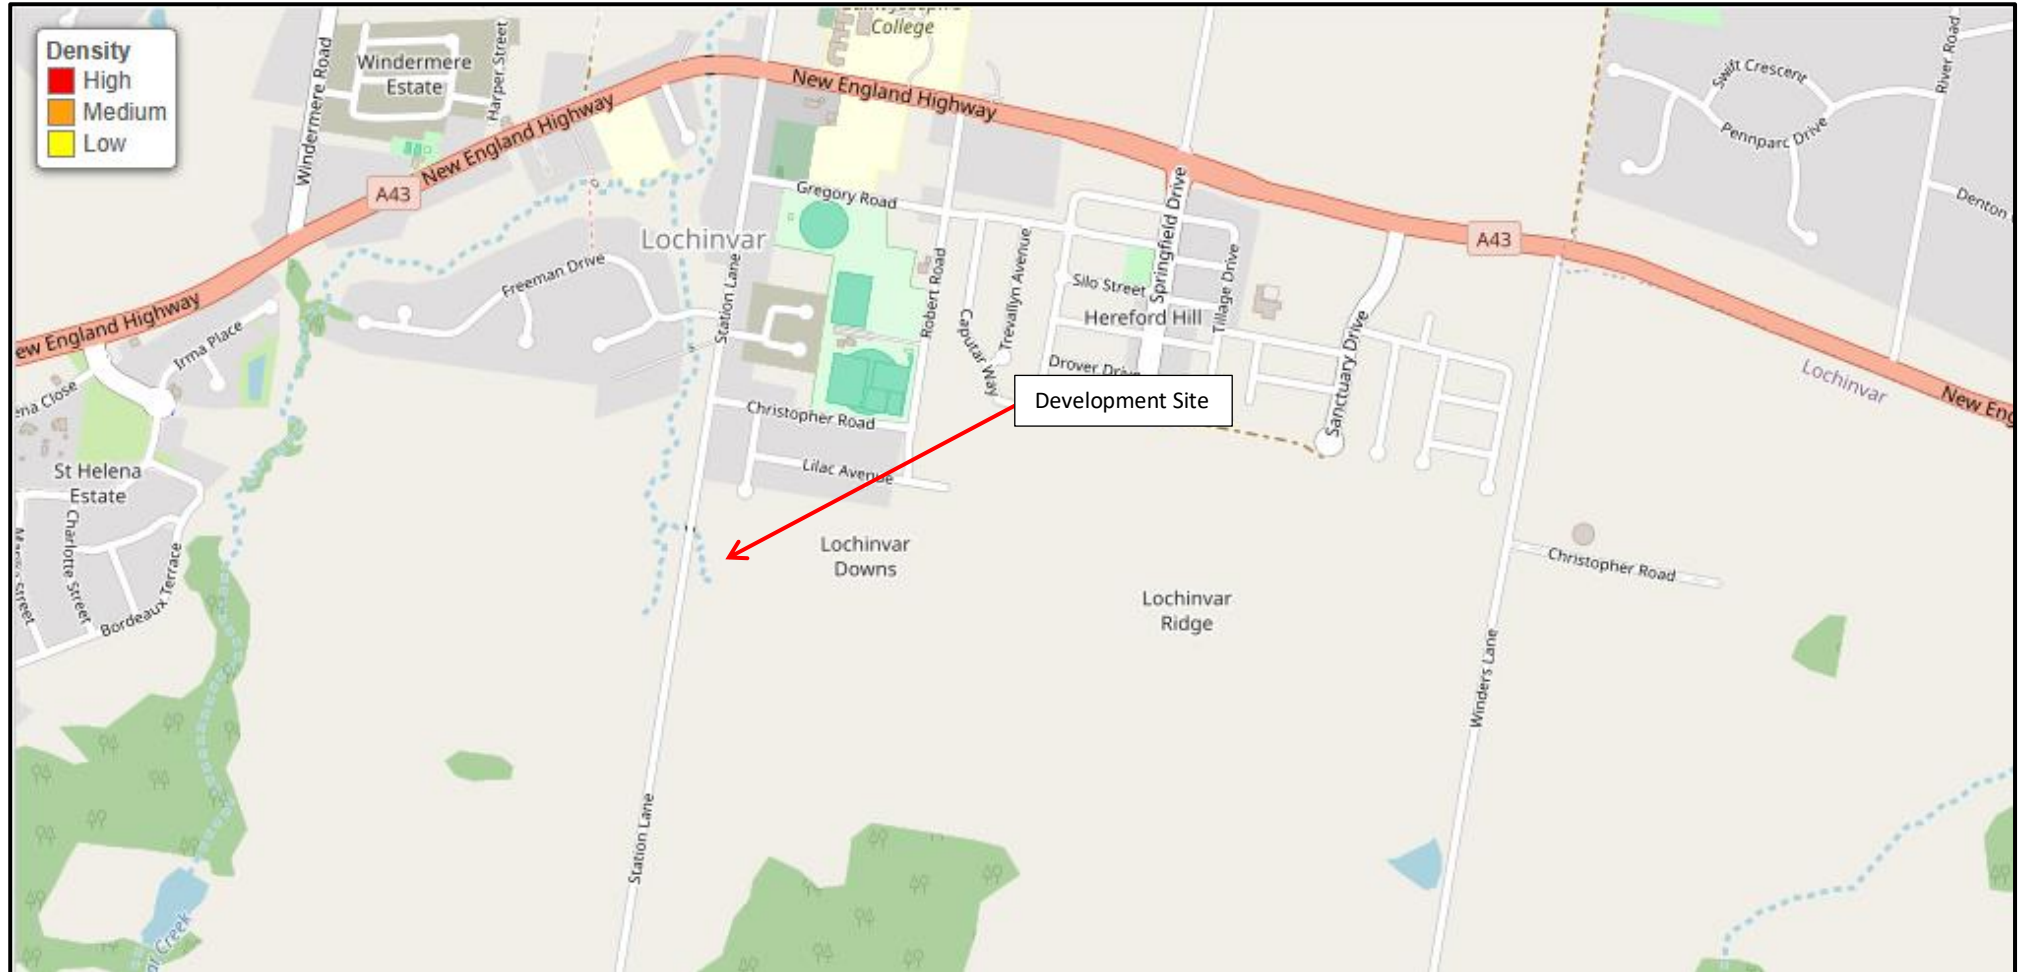 Density
High
Medium
Low
College
Windermere
Estate
Windermere Road
Harper Street
New England Highway
New England Highway
A43
Swift Crescent
Pennparc Drive
River Road
Denton
Gregory Road
Lochinvar
Springfield Drive
A43
Freeman Drive
Station Lane
Robert Road
Trevallyn Avenue
Caputar Way
Silo Street
Hereford Hill
Tillage Drive
Drover Drive
Sanctuary Drive
ew England Highway
Irma Place
ena Close
Lochinvar
New Eng
Development Site
Christopher Road
Lilac Avenue
St Helena
Estate
Charlotte Street
Bordeaux Terrace
Street
Lochinvar
Downs
Lochinvar
Ridge
Christopher Road
Winders Lane
Station Lane
Creek